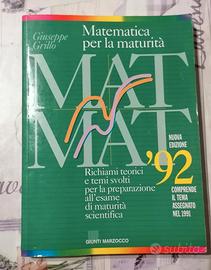 Giuseppe
Grillo
Matematica
per la maturità
MAT
MAT
'92
NUOVA
EDIZIONE
COMPRENDE
IL TEMA
ASSEGNATO
NEL 1991
Richiami teorici
e temi svolti
per la preparazione
all'esame
di maturità
scientifica
GIUNTI MARZOCCO
subito